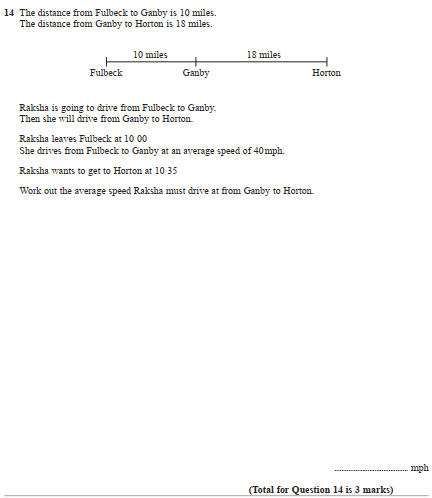 14 The distance from Fulbeck to Ganby is 10 miles.
The distance from Ganby to Horton is 18 miles.
10 miles 18 miles
Fulbeck Ganby Horton
Raksha is going to drive from Fulbeck to Ganby.
Then she will drive from Ganby to Horton.
Raksha leaves Fulbeck at 10 00
She drives from Fulbeck to Ganby at an average speed of 40mph.
Raksha wants to get to Horton at 10 35
Work out the average speed Raksha must drive at from Ganby to Horton.
................................ mph
(Total for Question 14 is 3 marks)